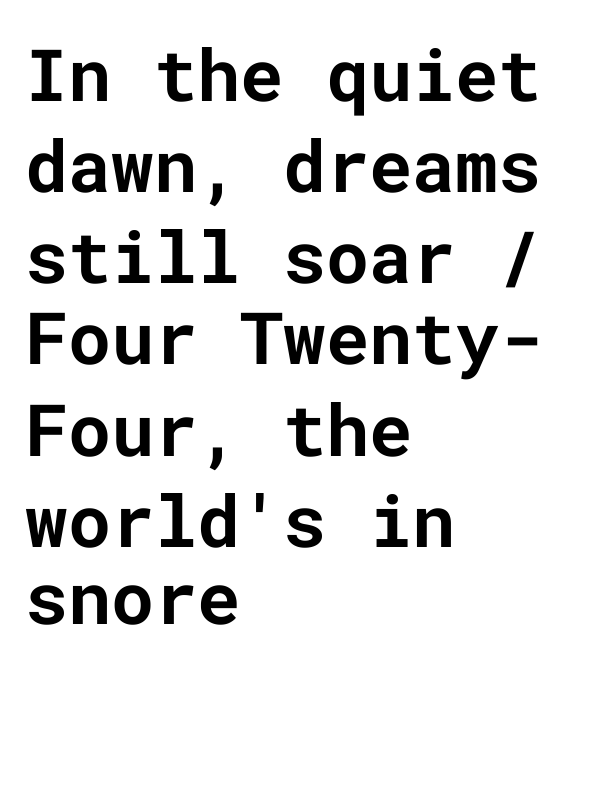 In the quiet
dawn, dreams
still soar /
Four Twenty-
Four, the
world's in
snore